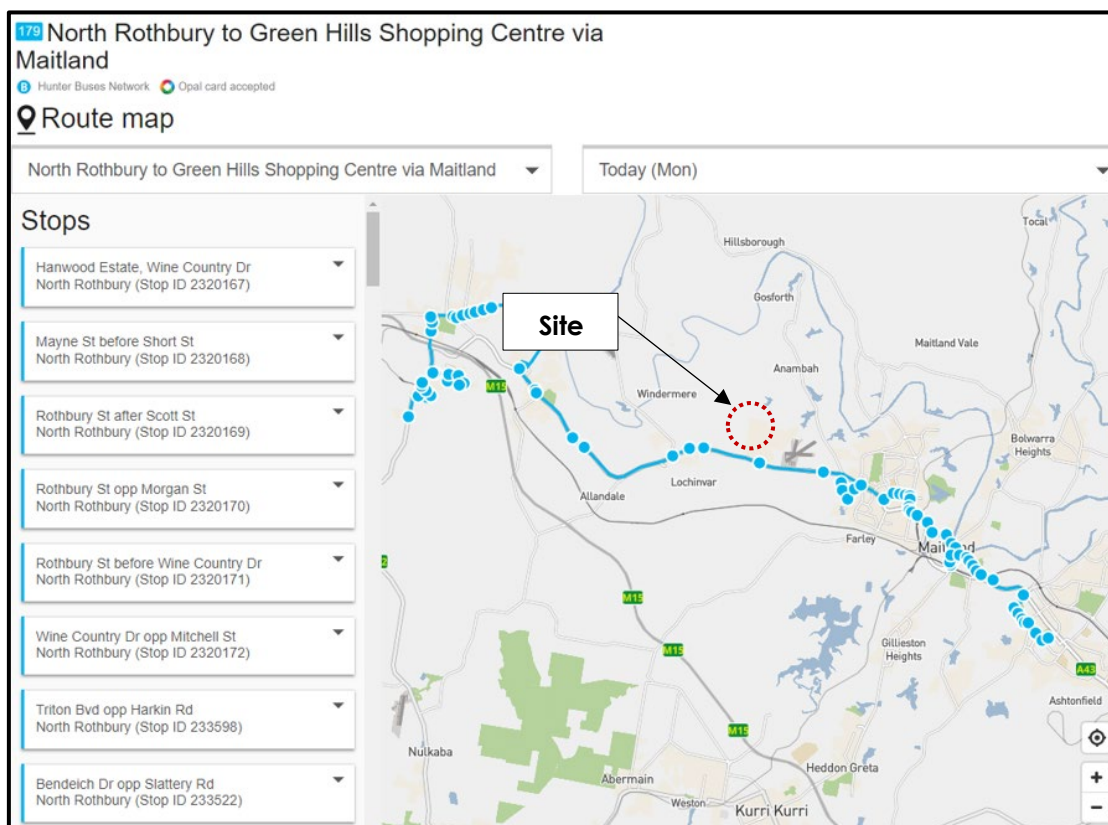 179 North Rothbury to Green Hills Shopping Centre via
Maitland
B Hunter Buses Network Opal card accepted
Route map
North Rothbury to Green Hills Shopping Centre via Maitland
Today (Mon)
Stops
Hanwood Estate, Wine Country Dr
North Rothbury (Stop ID 2320167)
Mayne St before Short St
North Rothbury (Stop ID 2320168)
Rothbury St after Scott St
North Rothbury (Stop ID 2320169)
Rothbury St opp Morgan St
North Rothbury (Stop ID 2320170)
Rothbury St before Wine Country Dr
North Rothbury (Stop ID 2320171)
Wine Country Dr opp Mitchell St
North Rothbury (Stop ID 2320172)
Triton Bvd opp Harkin Rd
North Rothbury (Stop ID 233598)
Bendeich Dr opp Slattery Rd
North Rothbury (Stop ID 233522)
Tocal
Hillsborough
Gosforth
Site
Maitland Vale
Anambah
M15
Windermere
Bolwarra
Heights
Lochinvar
Allandale
Farley
Maitland
M15
Gillieston
Heights
M15
A43
Ashtonfield
M15
Nulkaba
Heddon Greta
Abermain
Weston
Kurri Kurri
+
−